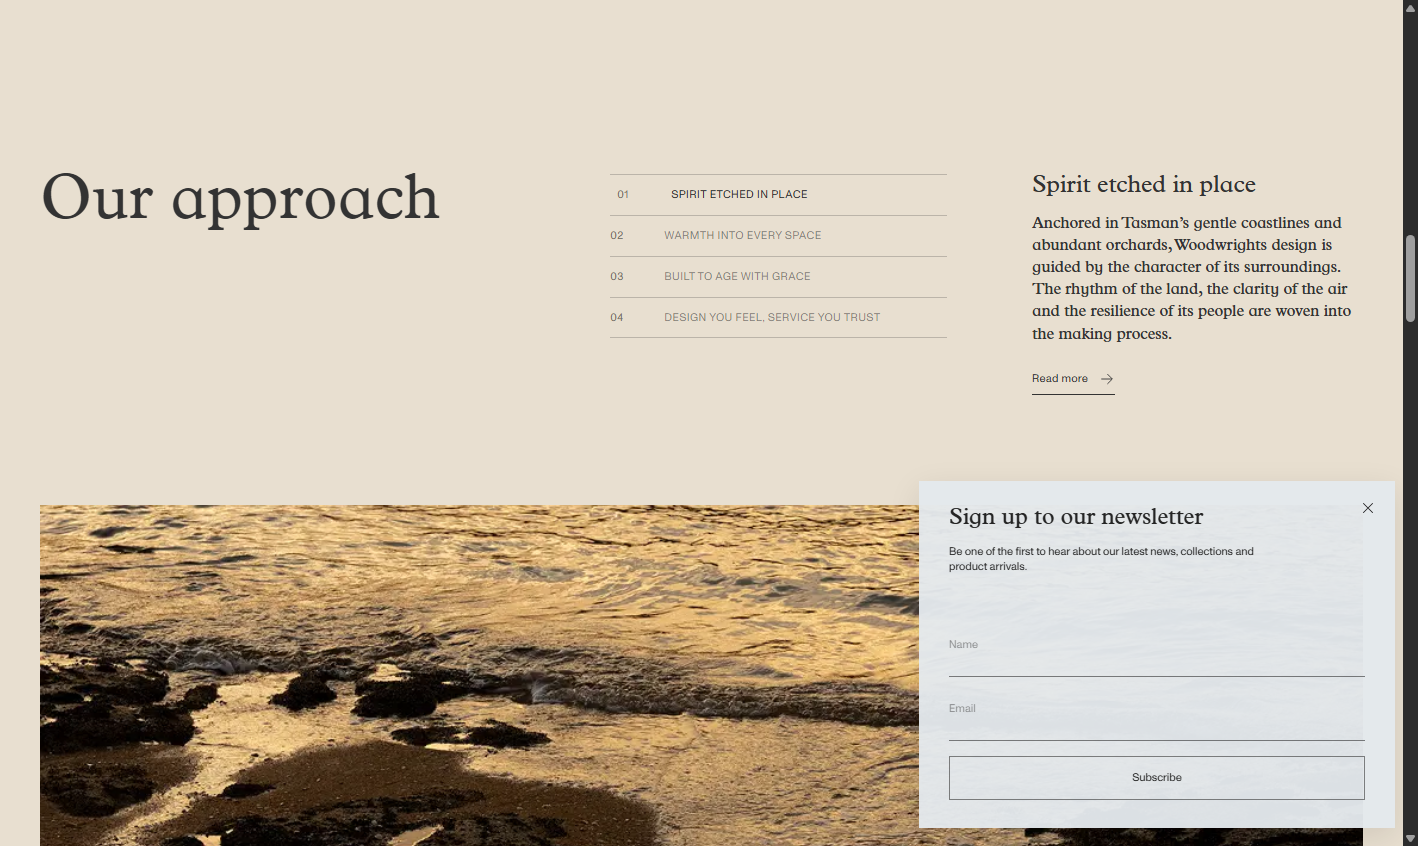 Our approach
01 SPIRIT ETCHED IN PLACE
02 WARMTH INTO EVERY SPACE
03 BUILT TO AGE WITH GRACE
04 DESIGN YOU FEEL, SERVICE YOU TRUST
Spirit etched in place
Anchored in Tasman’s gentle coastlines and
abundant orchards, Woodwrights design is
guided by the character of its surroundings.
The rhythm of the land, the clarity of the air
and the resilience of its people are woven into
the making process.
Read more
Sign up to our newsletter
Be one of the first to hear about our latest news, collections and
product arrivals.
Name
Email
Subscribe